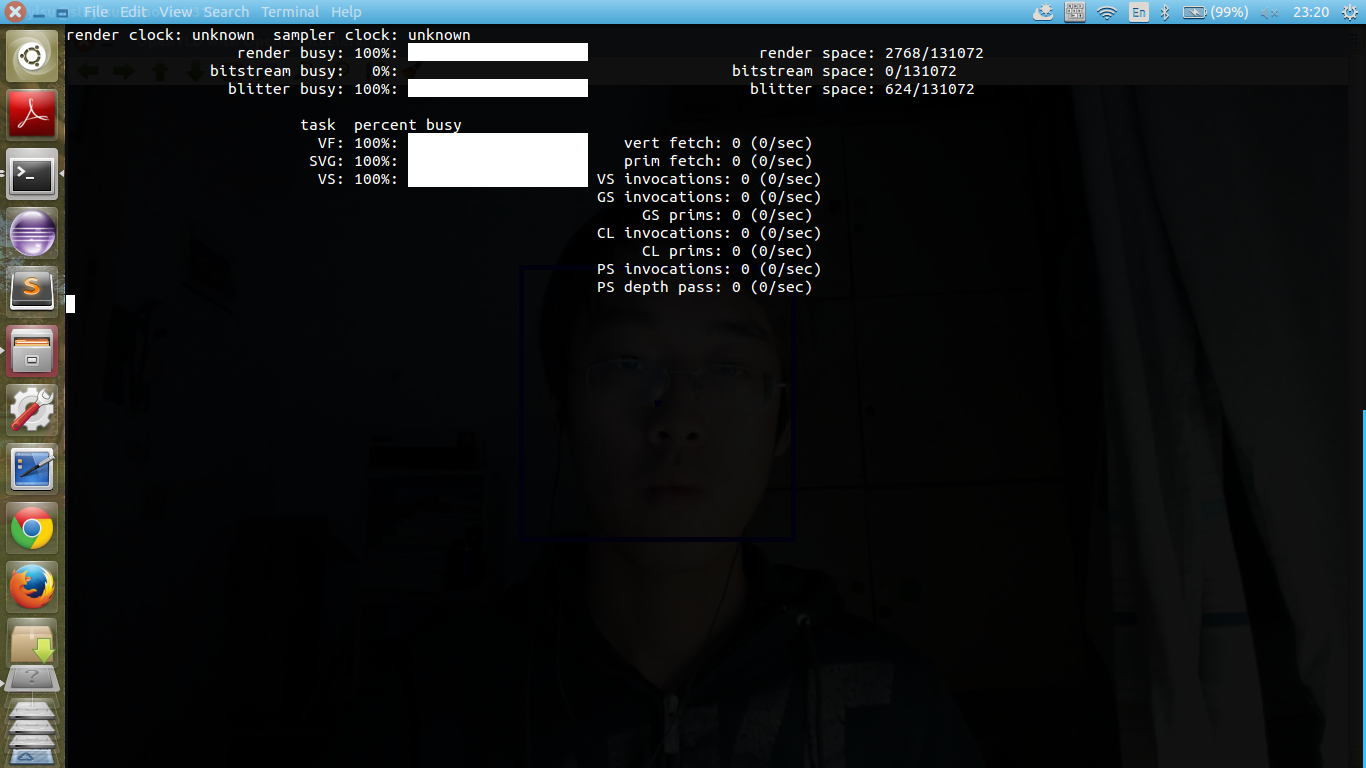 File Edit View Search Terminal Help
En (99%) 23:20
render clock: unknown sampler clock: unknown
render busy: 100%: render space: 2768/131072
bitstream busy: 0%: bitstream space: 0/131072
blitter busy: 100%: blitter space: 624/131072
task percent busy
VF: 100%: vert fetch: 0 (0/sec)
SVG: 100%: prim fetch: 0 (0/sec)
VS: 100%: VS invocations: 0 (0/sec)
GS invocations: 0 (0/sec)
GS prims: 0 (0/sec)
CL invocations: 0 (0/sec)
CL prims: 0 (0/sec)
PS invocations: 0 (0/sec)
PS depth pass: 0 (0/sec)